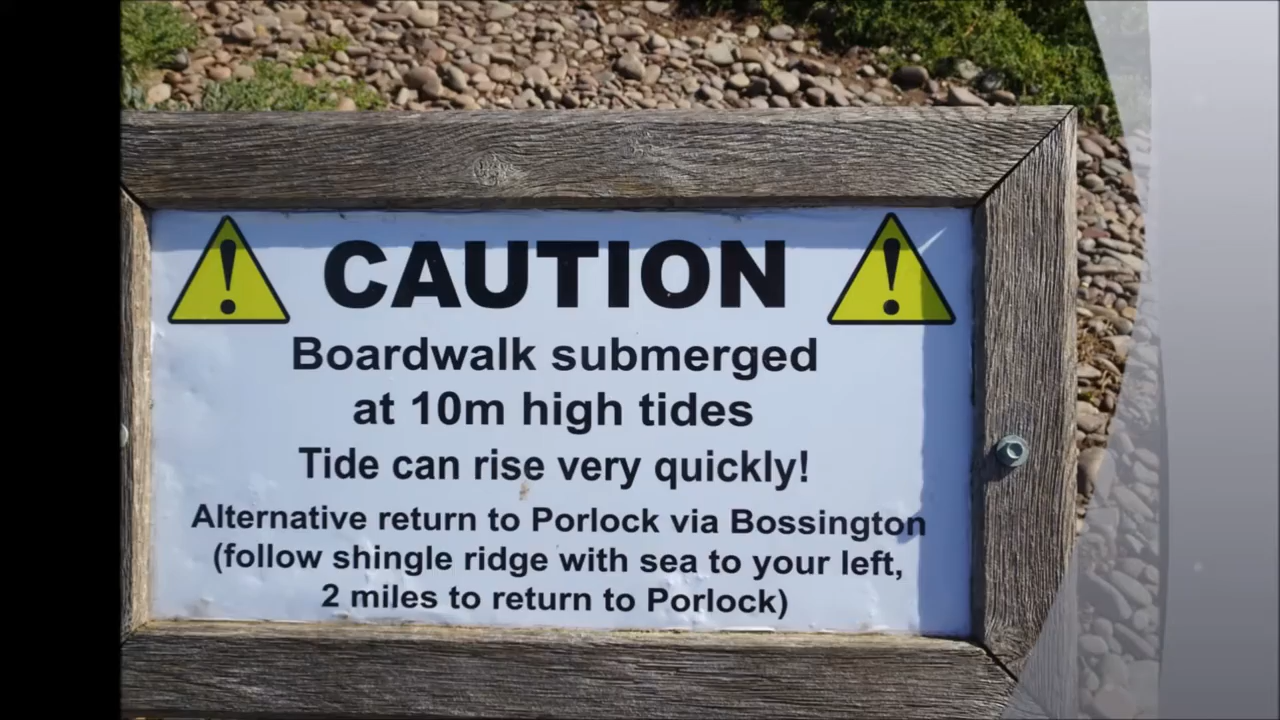 CAUTION
Boardwalk submerged
at 10m high tides
Tide can rise very quickly!
Alternative return to Porlock via Bossington
(follow shingle ridge with sea to your left,
2 miles to return to Porlock)